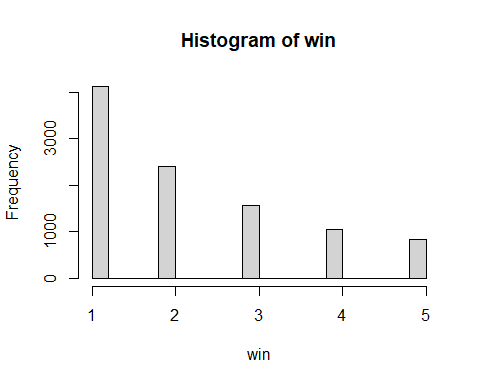 Histogram of win
Frequency
3000
1000
0
1 2 3 4 5
win